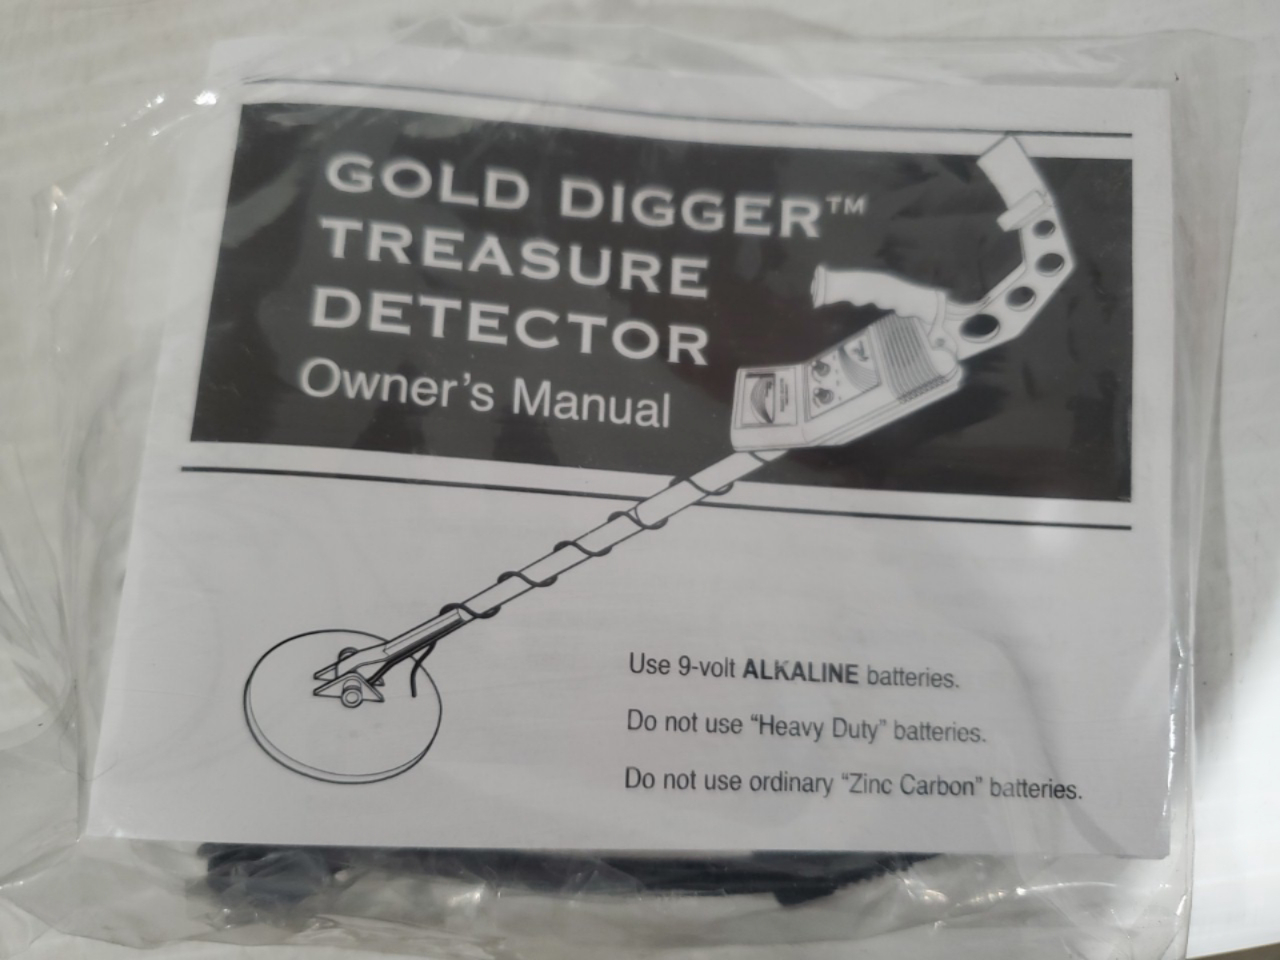 GOLD DIGGER™
TREASURE
DETECTOR
Owner's Manual
Use 9-volt ALKALINE batteries.
Do not use “Heavy Duty” batteries.
Do not use ordinary “Zinc Carbon” batteries.